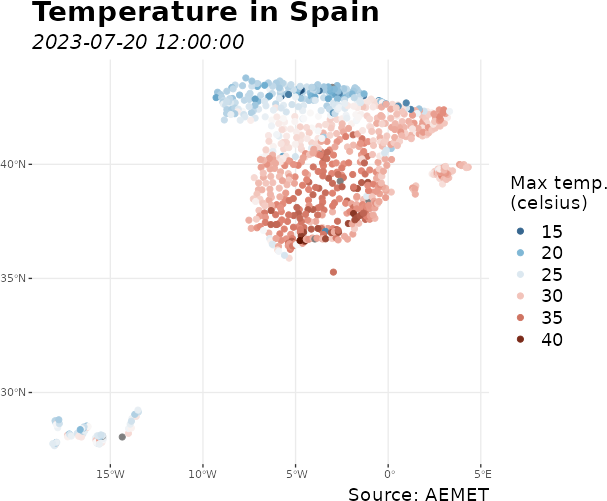 Temperature in Spain
2023-07-20 12:00:00
40°N
35°N
30°N
15°W
10°W
5°W
0°
5°E
Max temp.
(celsius)
15
20
25
30
35
40
Source: AEMET